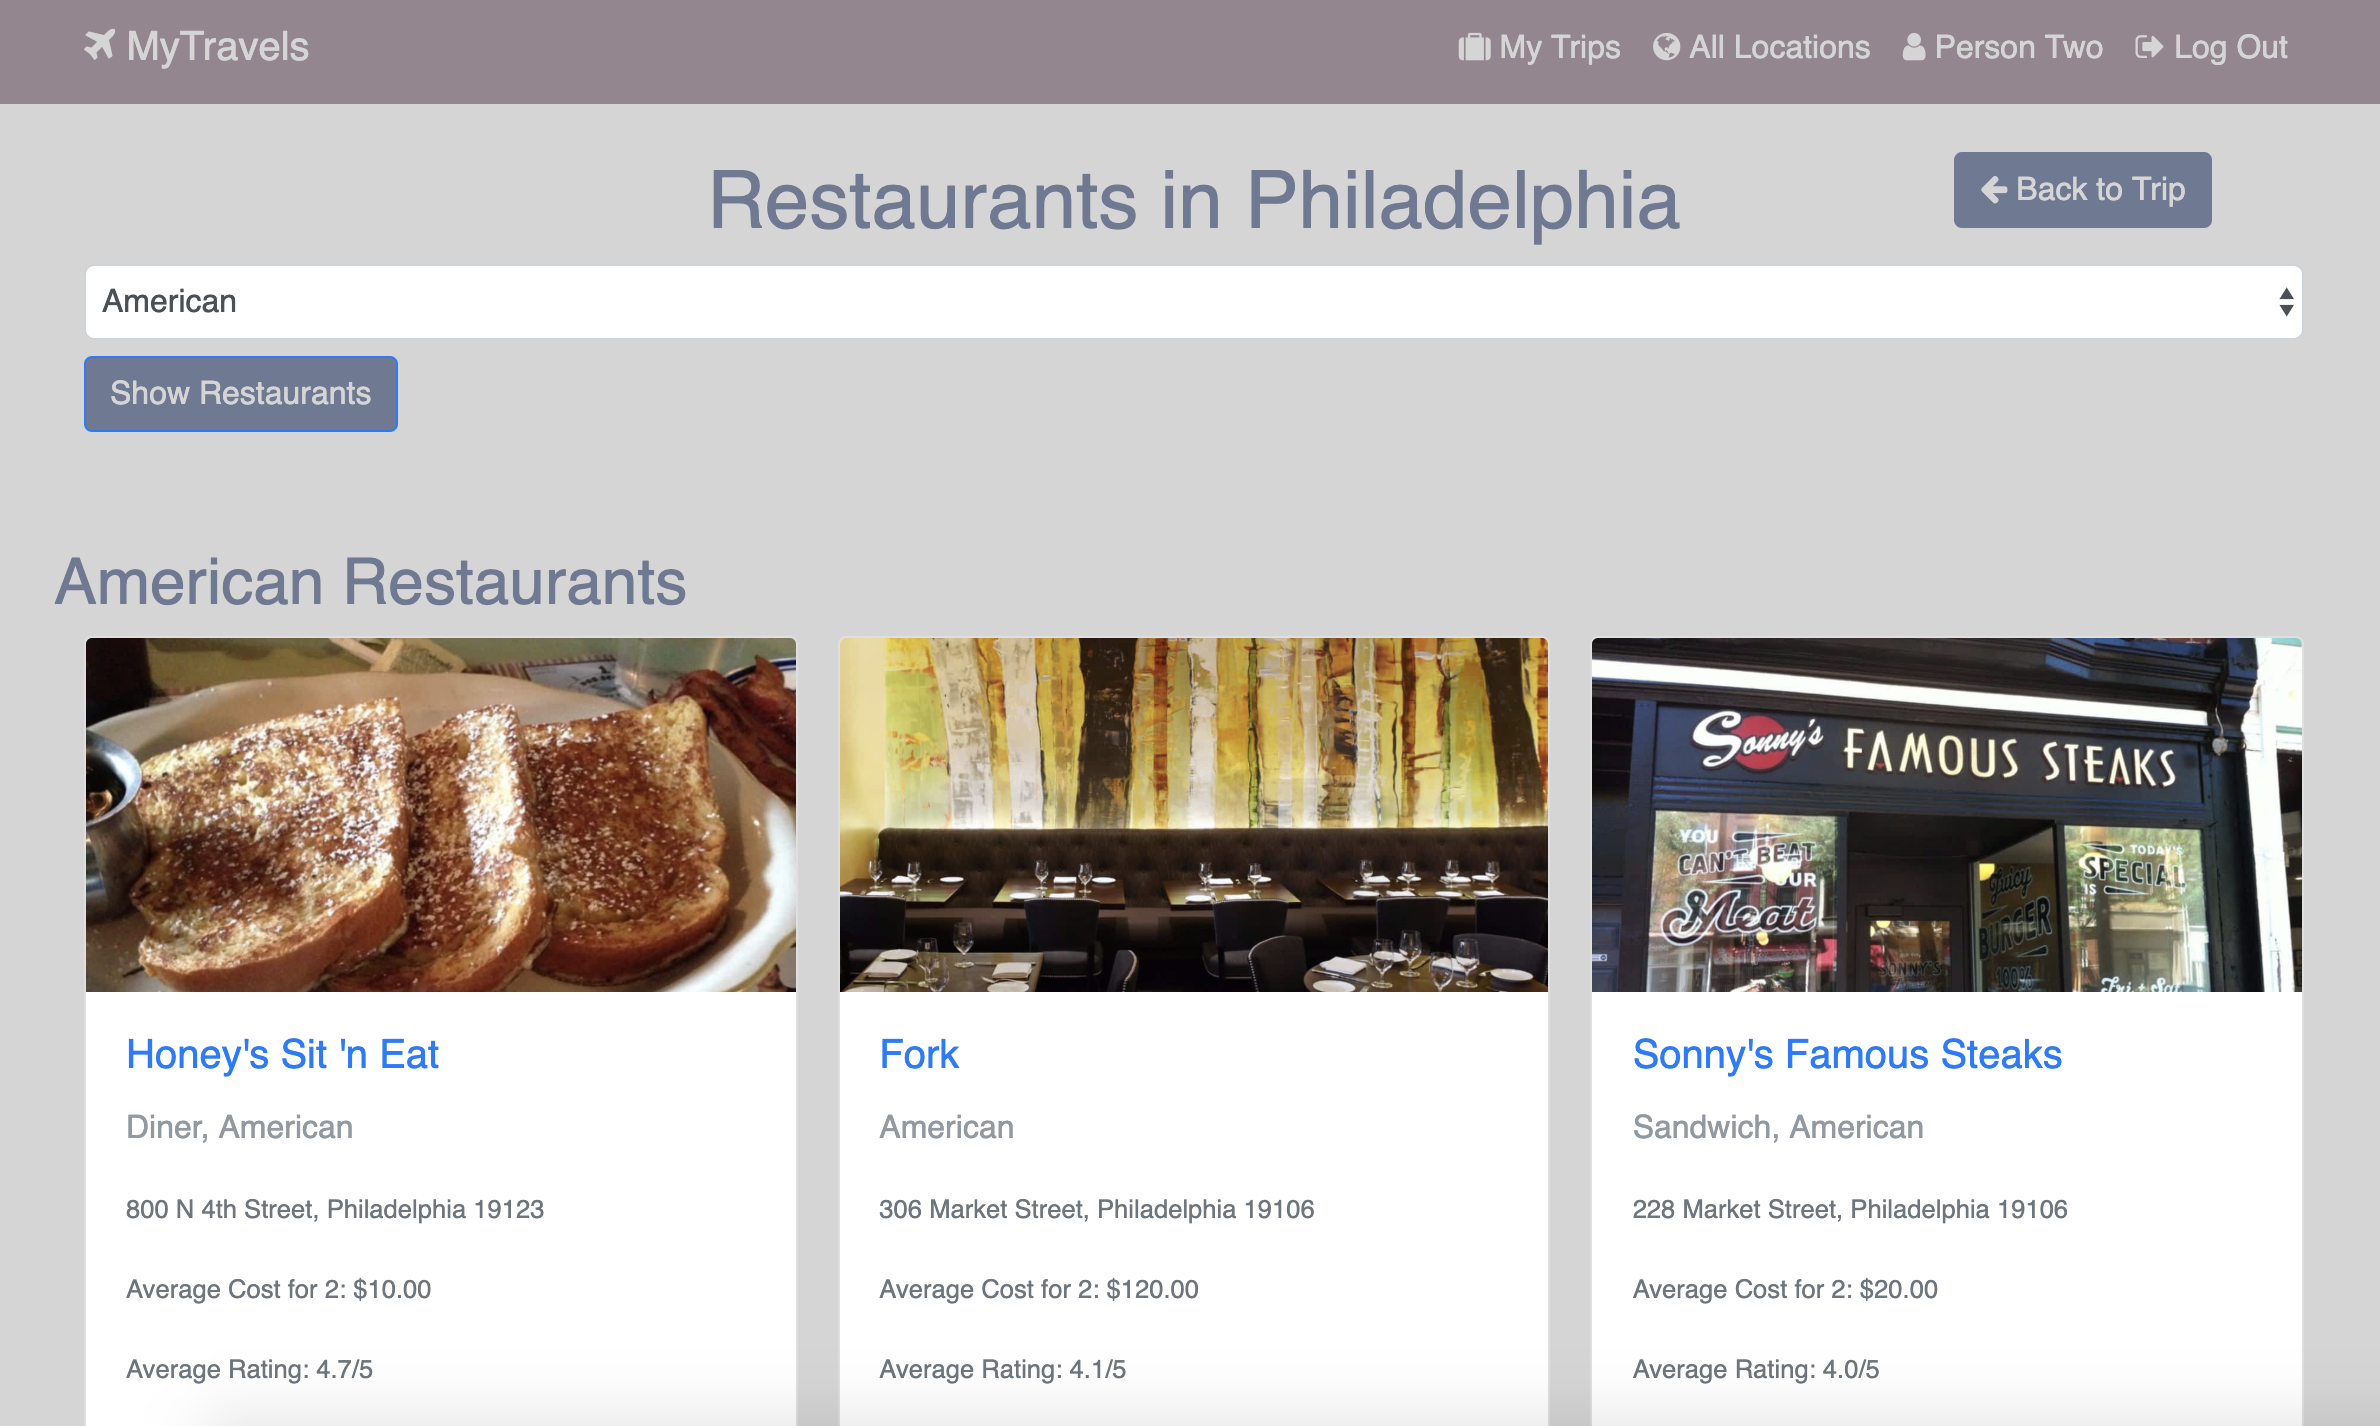 MyTravels
My Trips
All Locations
Person Two
Log Out
Restaurants in Philadelphia
Back to Trip
American
Show Restaurants
American Restaurants
Sonny's FAMOUS STEAKS
YOU
CAN'T BEAT
OUR
Meat
TODAY'S
SPECIAL
IS
Juicy
BURGER
100%
SONNY'S
Fri + Sat
Honey's Sit 'n Eat
Diner, American
800 N 4th Street, Philadelphia 19123
Average Cost for 2: $10.00
Average Rating: 4.7/5
Fork
American
306 Market Street, Philadelphia 19106
Average Cost for 2: $120.00
Average Rating: 4.1/5
Sonny's Famous Steaks
Sandwich, American
228 Market Street, Philadelphia 19106
Average Cost for 2: $20.00
Average Rating: 4.0/5